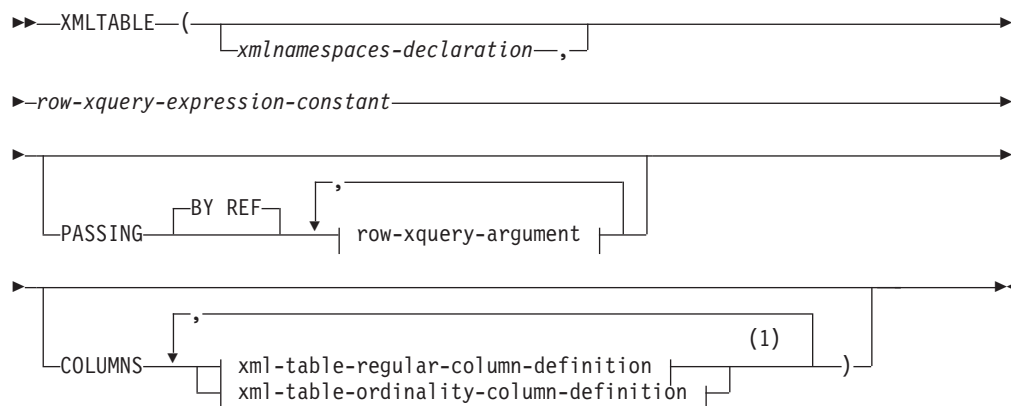 XMLTABLE (
xmlnamespaces-declaration ,
row-xquery-expression-constant
,
BY REF
PASSING row-xquery-argument
,
(1)
COLUMNS xml-table-regular-column-definition )
xml-table-ordinality-column-definition